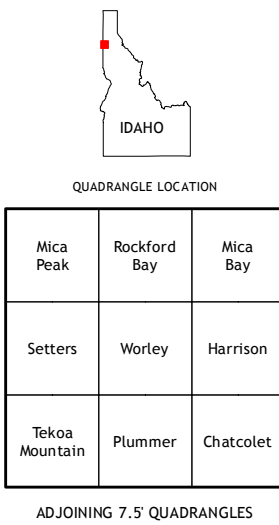 IDAHO
QUADRANGLE LOCATION
Mica Peak
Rockford Bay
Mica Bay
Setters
Worley
Harrison
Tekoa Mountain
Plummer
Chatcolet
ADJOINING 7.5' QUADRANGLES